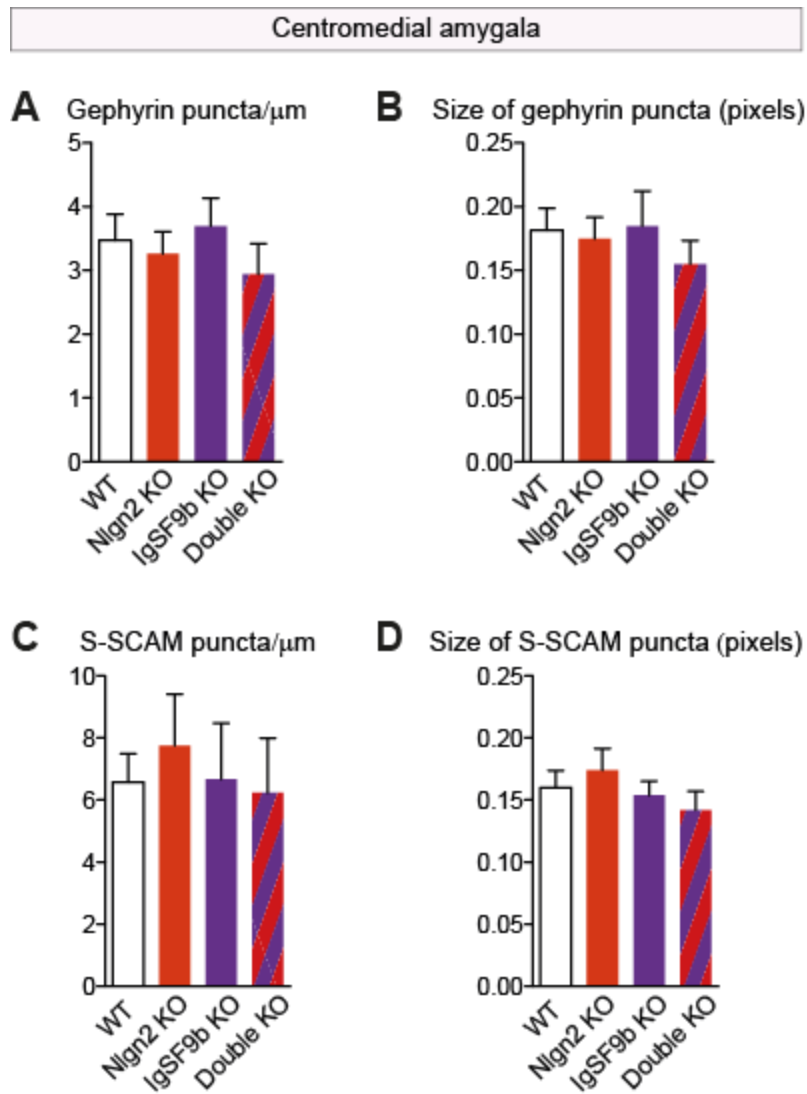 Centromedial amygala
A Gephyrin puncta/μm
5
4
3
2
1
0
WT
Nlgn2 KO
IgSF9b KO
Double KO
B Size of gephyrin puncta (pixels)
0.25
0.20
0.15
0.10
0.05
0.00
WT
Nlgn2 KO
IgSF9b KO
Double KO
C S-SCAM puncta/μm
10
8
6
4
2
0
WT
Nlgn2 KO
IgSF9b KO
Double KO
D Size of S-SCAM puncta (pixels)
0.25
0.20
0.15
0.10
0.05
0.00
WT
Nlgn2 KO
IgSF9b KO
Double KO